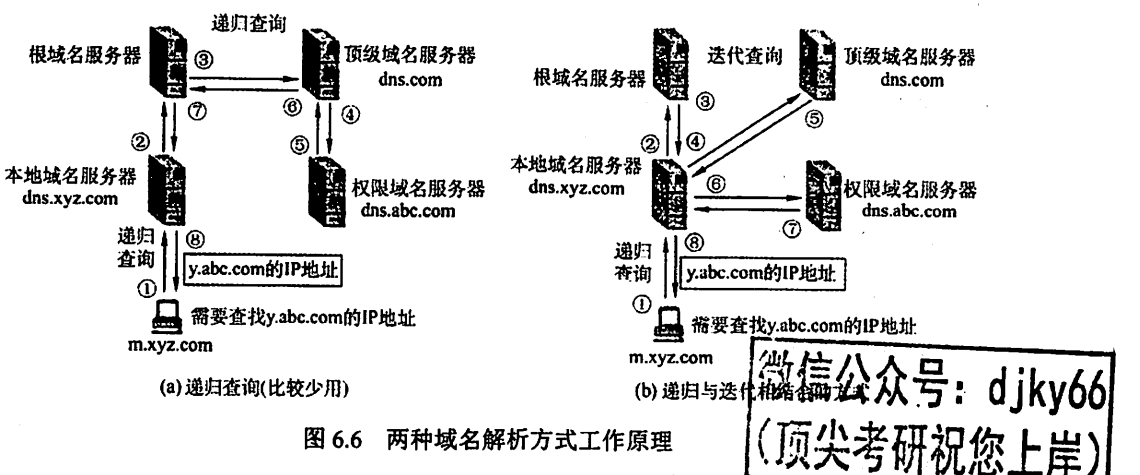 递归查询
根域名服务器
③
顶级域名服务器
dns.com
⑦
⑥
④
②
⑤
本地域名服务器
dns.xyz.com
权限域名服务器
dns.abc.com
递归
查询
⑧
y.abc.com的IP地址
①
需要查找y.abc.com的IP地址
m.xyz.com
(a) 递归查询(比较少用)
迭代查询
根域名服务器
顶级域名服务器
dns.com
③
⑤
②
④
本地域名服务器
dns.xyz.com
⑥
权限域名服务器
dns.abc.com
⑦
递归
查询
⑧
y.abc.com的IP地址
①
需要查找y.abc.com的IP地址
m.xyz.com
(b) 递归与迭代相结合的方式
图 6.6 两种域名解析方式工作原理
微信公众号：djky66
(顶尖考研祝您上岸)